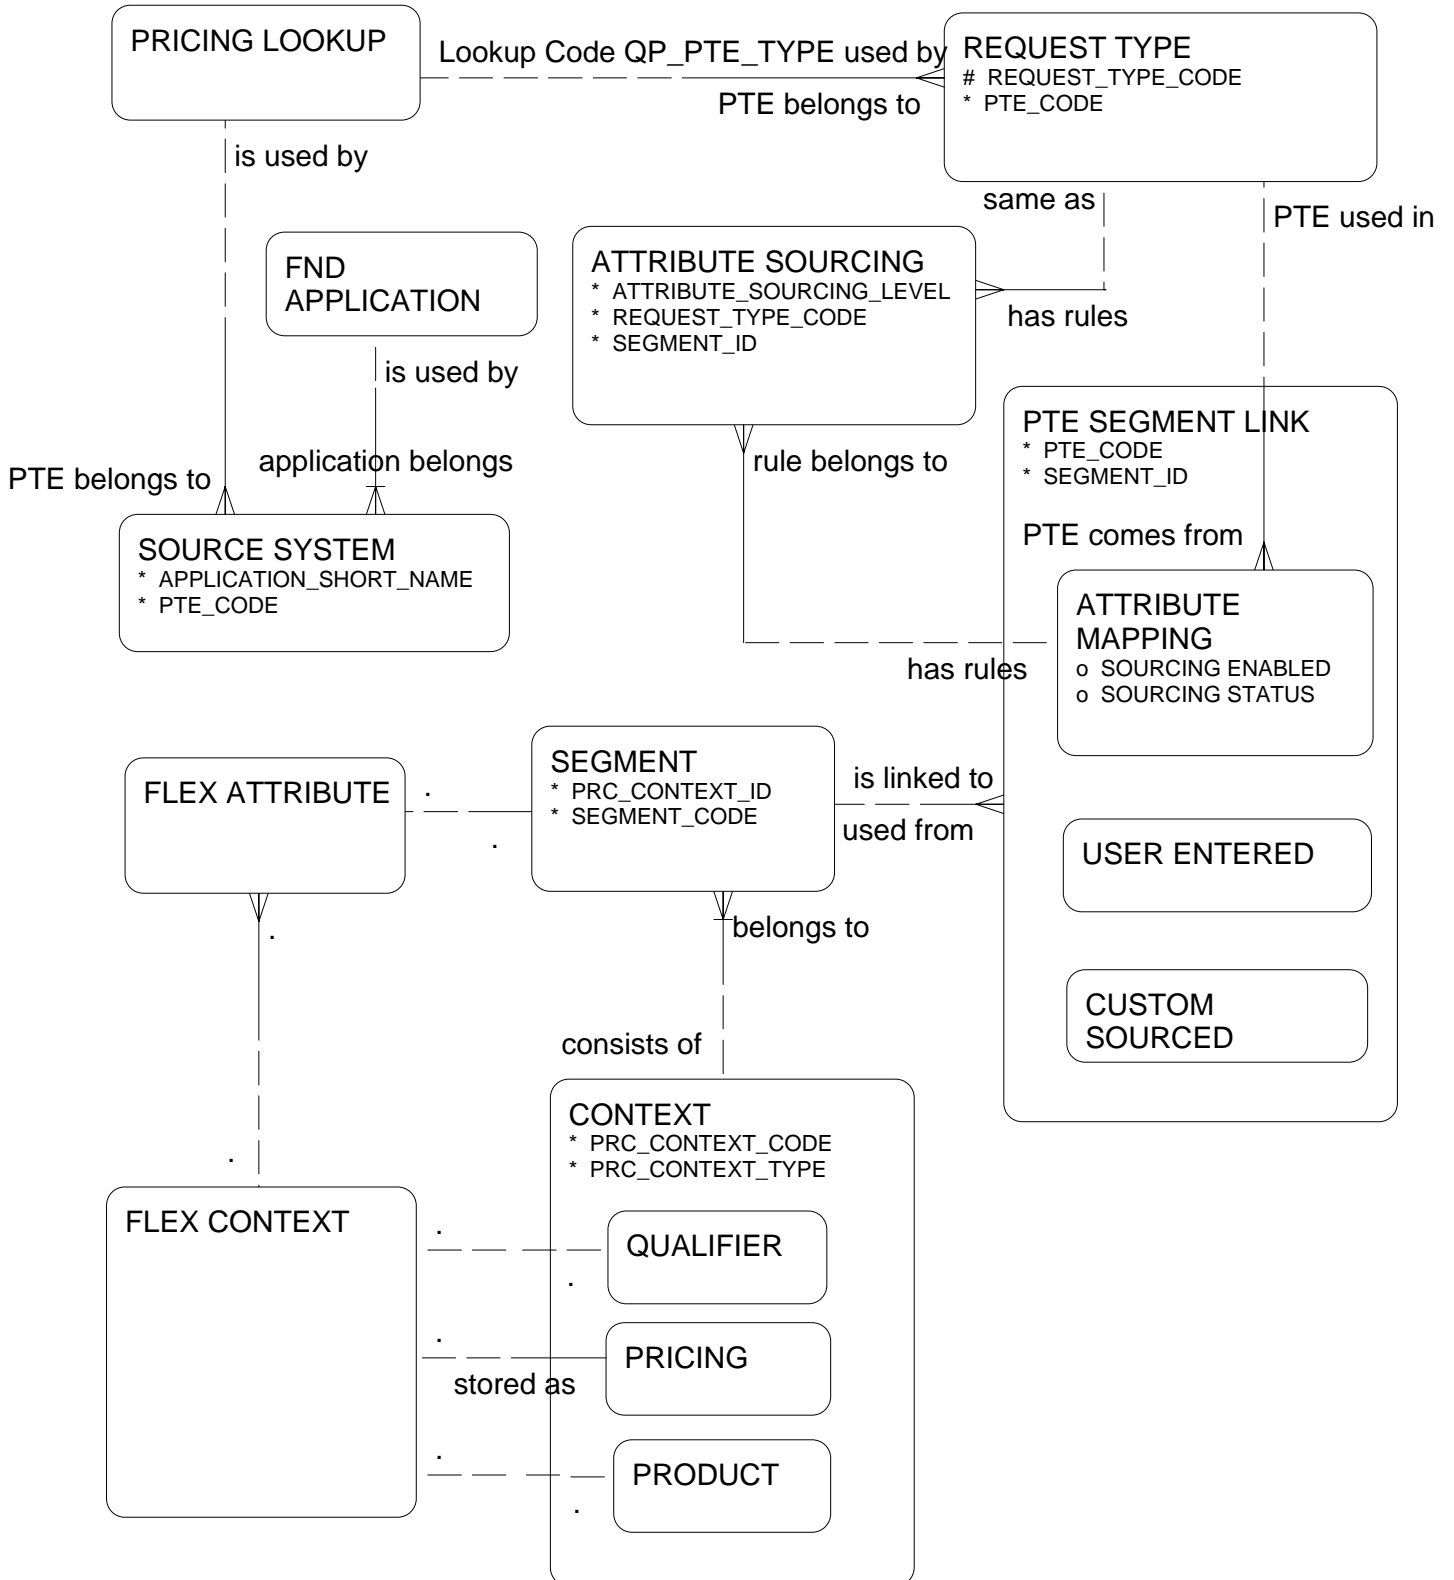 PRICING LOOKUP
Lookup Code QP_PTE_TYPE used by
PTE belongs to
REQUEST TYPE
# REQUEST_TYPE_CODE
* PTE_CODE
is used by
same as
PTE used in
FND
APPLICATION
ATTRIBUTE SOURCING
* ATTRIBUTE_SOURCING_LEVEL
* REQUEST_TYPE_CODE
* SEGMENT_ID
has rules
is used by
PTE SEGMENT LINK
* PTE_CODE
* SEGMENT_ID
PTE belongs to
application belongs
rule belongs to
PTE comes from
SOURCE SYSTEM
* APPLICATION_SHORT_NAME
* PTE_CODE
ATTRIBUTE
MAPPING
o SOURCING ENABLED
o SOURCING STATUS
has rules
FLEX ATTRIBUTE
.
.
SEGMENT
* PRC_CONTEXT_ID
* SEGMENT_CODE
is linked to
used from
USER ENTERED
.
belongs to
CUSTOM
SOURCED
consists of
.
CONTEXT
* PRC_CONTEXT_CODE
* PRC_CONTEXT_TYPE
FLEX CONTEXT
.
QUALIFIER
.
.
PRICING
stored as
.
PRODUCT
.